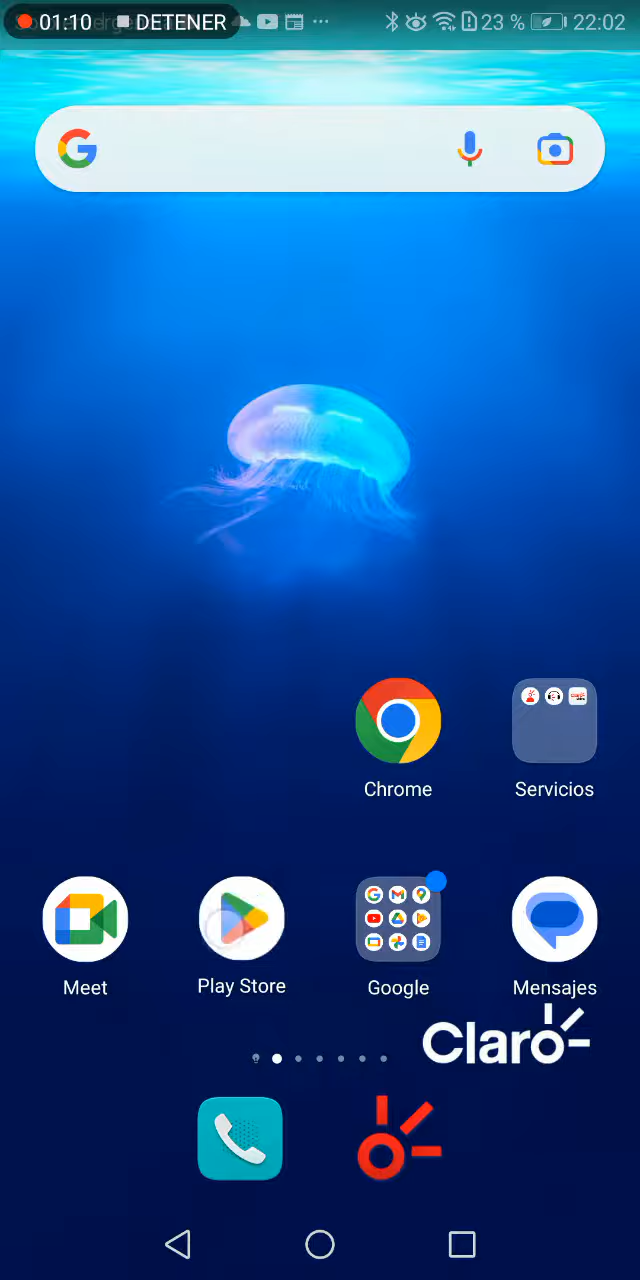 01:10 DETENER 23 % 22:02
Chrome Servicios
Meet Play Store Google Mensajes
Claro